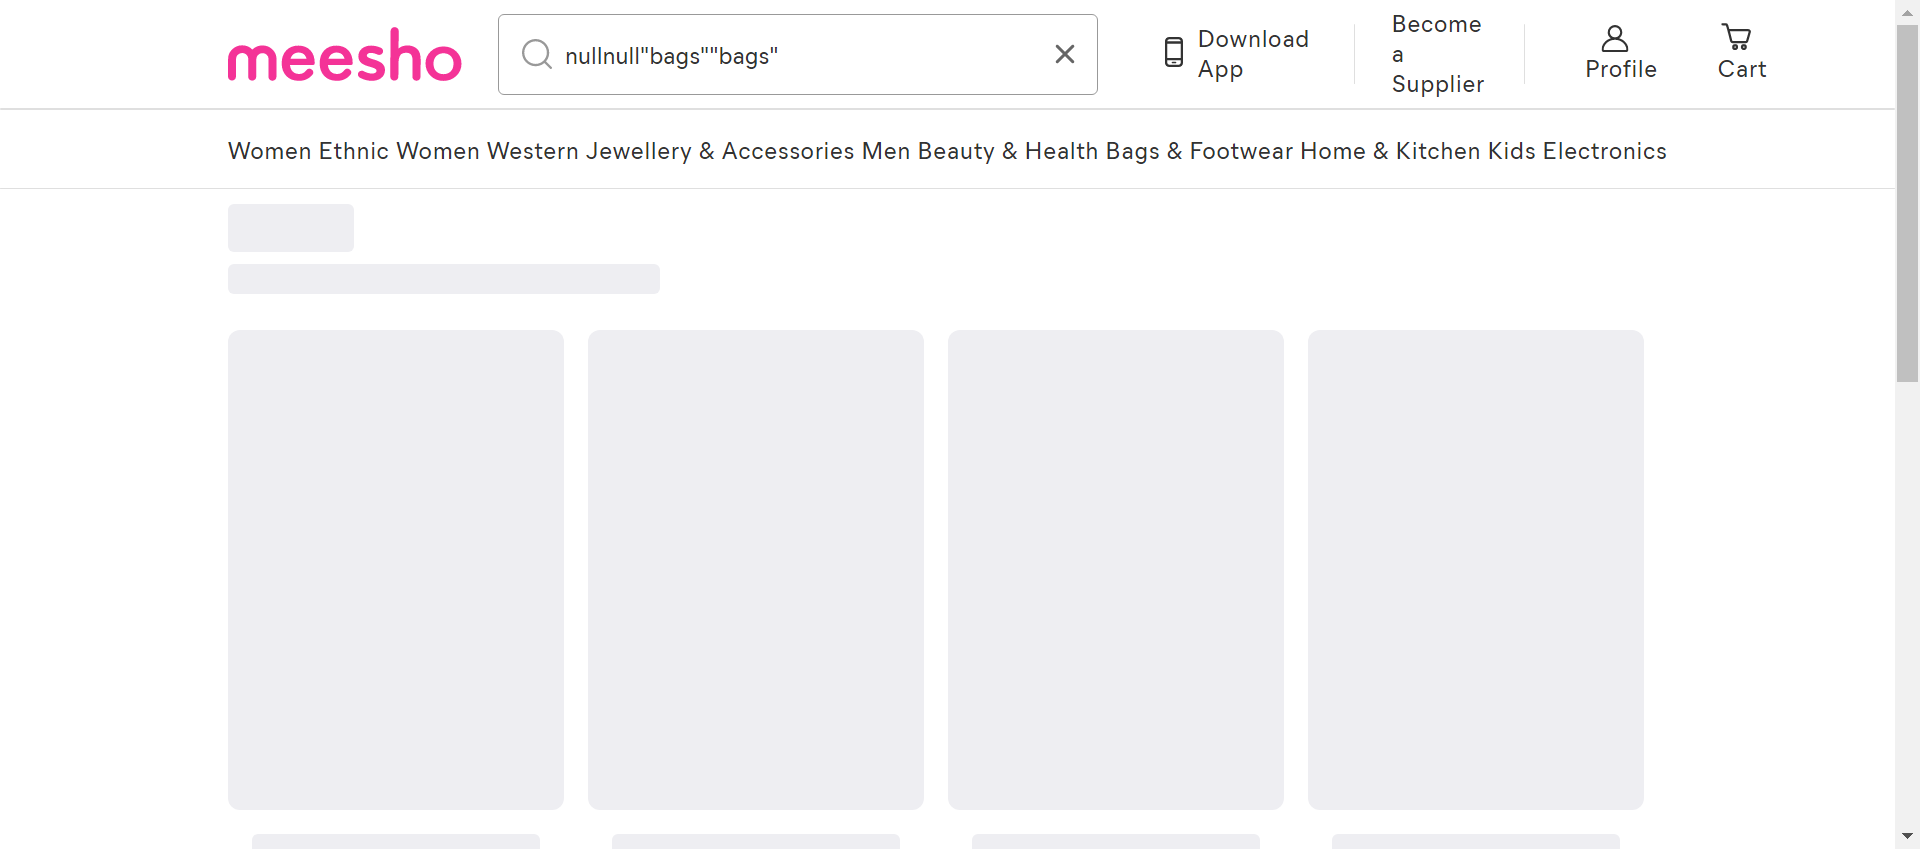 meesho
nullnull"bags""bags"
Download
App
Become
a
Supplier
Profile
Cart
Women Ethnic Women Western Jewellery & Accessories Men Beauty & Health Bags & Footwear Home & Kitchen Kids Electronics